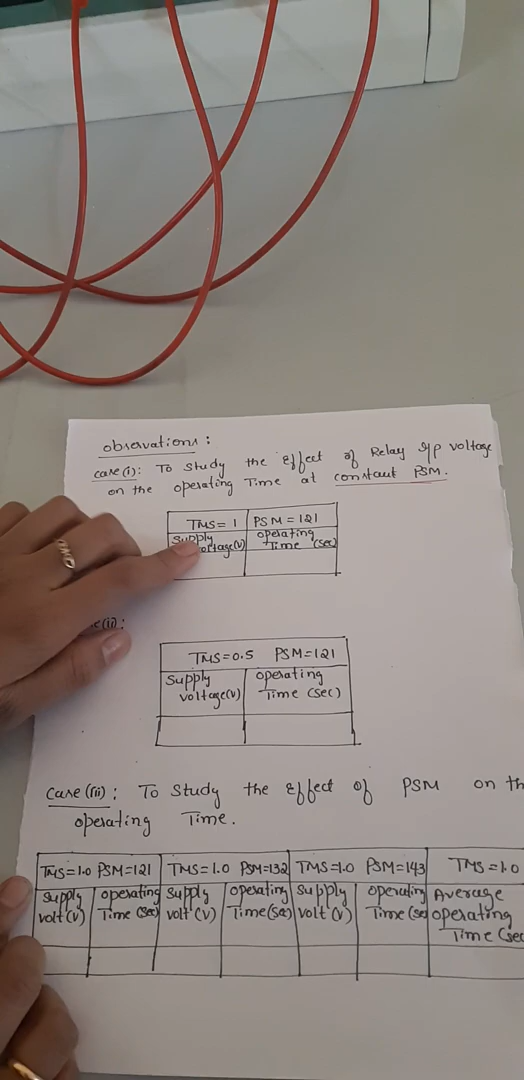 observations:
case(i): To study the Effect of Relay I/p voltage
on the operating Time at constant PSM.
TMS = 1 PSM = 121
supply voltage(v) operating
Time (sec)
(ii):
TMS=0.5 PSM=121
supply operating
voltage(v) Time (sec)
case (iii): To study the Effect of PSM on th
operating Time.
TMS=1.0 PSM=121 TMS=1.0 PSM=132 TMS=1.0 PSM=143 TMS=1.0
supply operating supply operating supply operating Average
volt(v) Time (sec) volt(v) Time(sec) volt(v) Time (sec operating
Time (sec